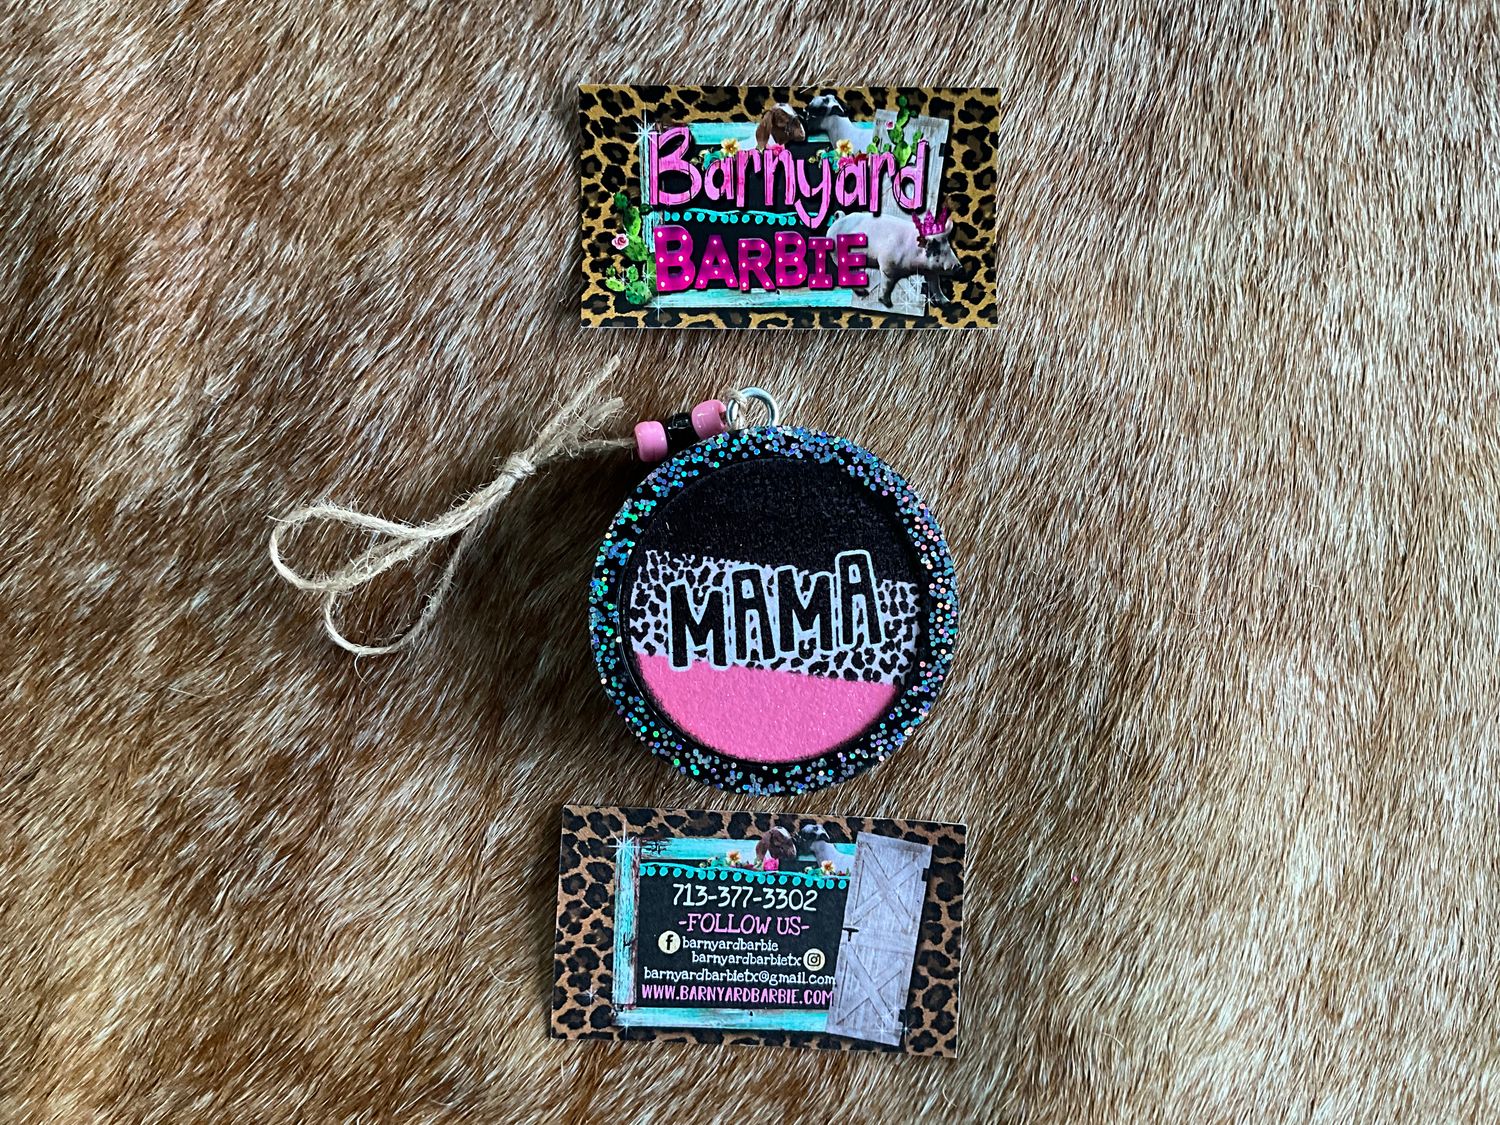 Barnyard
BARBIE
MAMA
713-377-3302
-FOLLOW US-
barnyardbarbie
barnyardbarbietx
barnyardbarbietx@gmail.com
WWW.BARNYARDBARBIE.COM